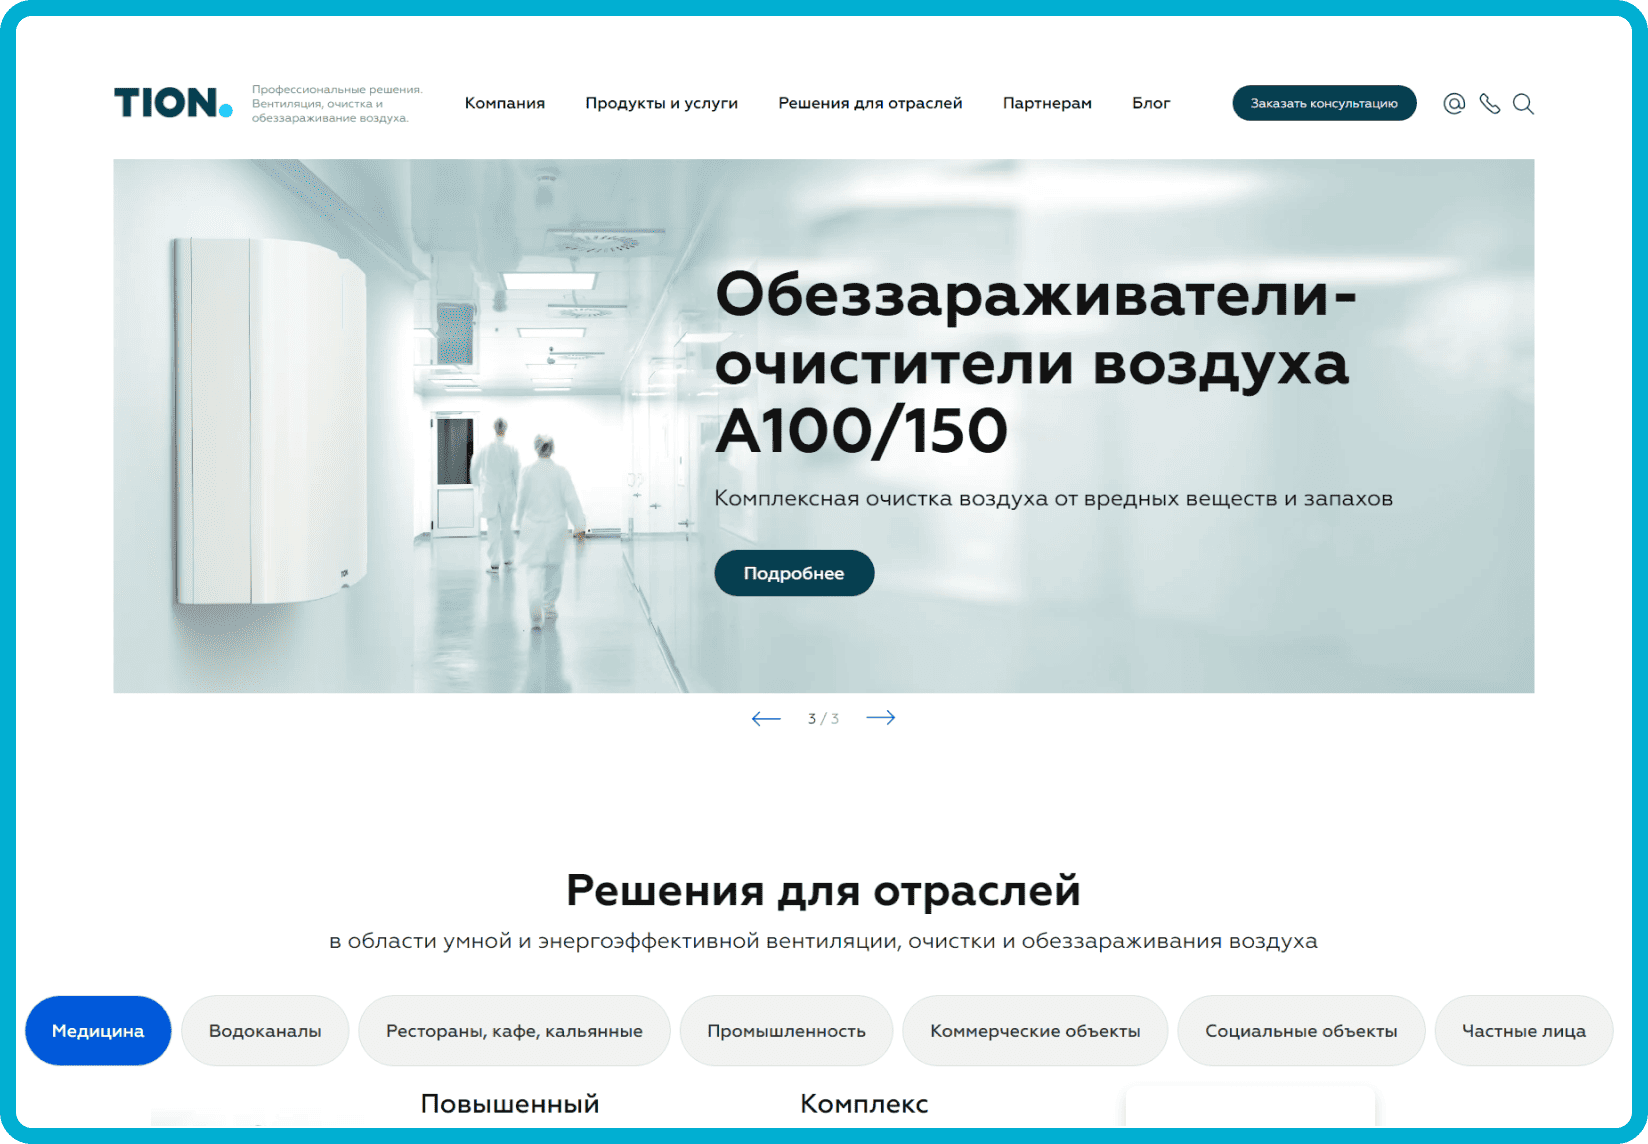 TION.
Профессиональные решения.
Вентиляция, очистка и
обеззараживание воздуха.
Компания
Продукты и услуги
Решения для отраслей
Партнерам
Блог
Заказать консультацию
Обеззараживатели-
очистители воздуха
А100/150
Комплексная очистка воздуха от вредных веществ и запахов
Подробнее
TION
3 / 3
Решения для отраслей
в области умной и энергоэффективной вентиляции, очистки и обеззараживания воздуха
Медицина
Водоканалы
Рестораны, кафе, кальянные
Промышленность
Коммерческие объекты
Социальные объекты
Частные лица
Повышенный
Комплекс